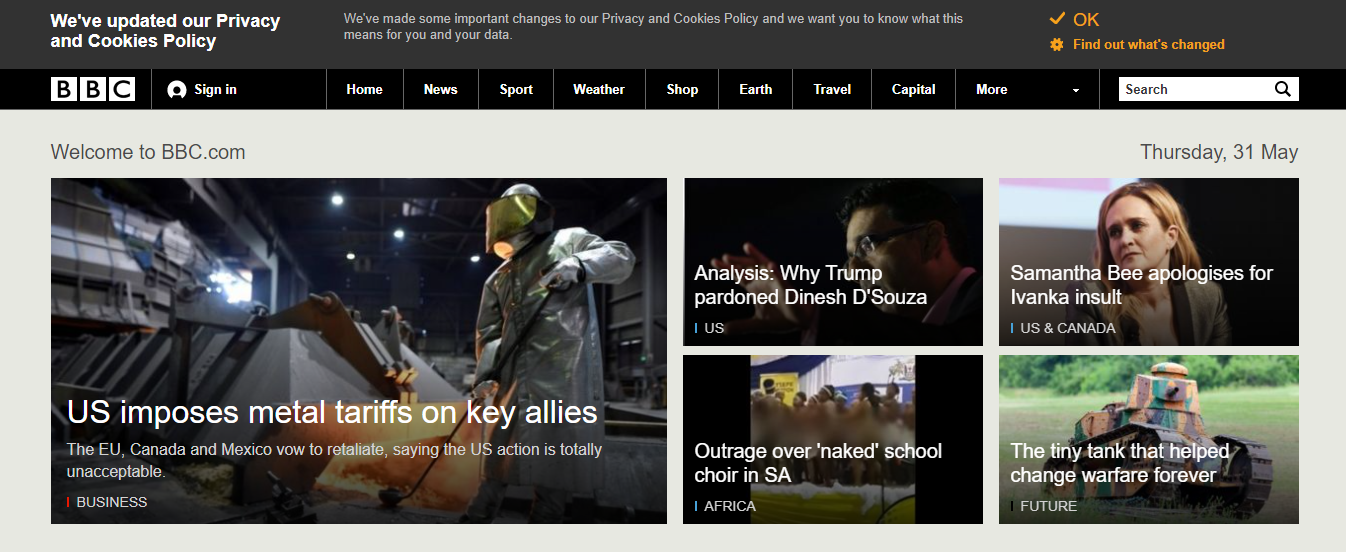 We've updated our Privacy
and Cookies Policy
We've made some important changes to our Privacy and Cookies Policy and we want you to know what this
means for you and your data.
OK
Find out what's changed
BBC
Sign in
Home
News
Sport
Weather
Shop
Earth
Travel
Capital
More
Search
Welcome to BBC.com
Thursday, 31 May
US imposes metal tariffs on key allies
The EU, Canada and Mexico vow to retaliate, saying the US action is totally
unacceptable.
BUSINESS
Analysis: Why Trump
pardoned Dinesh D'Souza
US
Samantha Bee apologises for
Ivanka insult
US & CANADA
Outrage over 'naked' school
choir in SA
AFRICA
The tiny tank that helped
change warfare forever
FUTURE